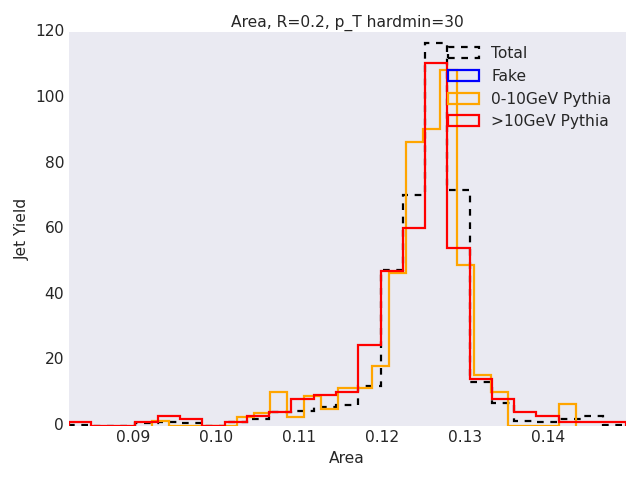 Area, R=0.2, p_T hardmin=30
120
100
80
60
40
20
0
Jet Yield
Total
Fake
0-10GeV Pythia
>10GeV Pythia
0.09 0.10 0.11 0.12 0.13 0.14
Area